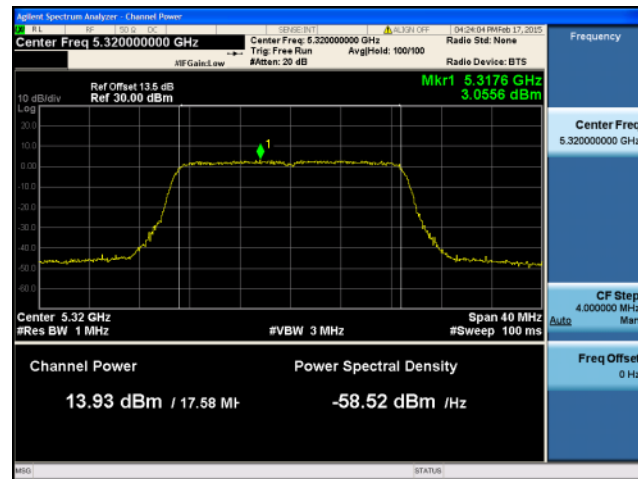 Agilent Spectrum Analyzer - Channel Power
RL RF 50 Ω DC SENSE:INT ALIGN OFF 04:24:04 PM Feb 17, 2015
Center Freq 5.320000000 GHz
Center Freq: 5.320000000 GHz Radio Std: None
Trig: Free Run Avg|Hold: 100/100
#IFGain:Low #Atten: 20 dB Radio Device: BTS
Mkr1 5.3176 GHz
3.0556 dBm
Ref Offset 13.5 dB
10 dB/div Ref 30.00 dBm
Log
20.0
10.0
0.00
-10.0
-20.0
-30.0
-40.0
-50.0
-60.0
1
Center 5.32 GHz Span 40 MHz
#Res BW 1 MHz #VBW 3 MHz #Sweep 100 ms
Channel Power Power Spectral Density
13.93 dBm / 17.58 MH -58.52 dBm /Hz
MSG STATUS
Frequency
Center Freq
5.320000000 GHz
CF Step
4.000000 MHz
Auto Man
Freq Offset
0 Hz